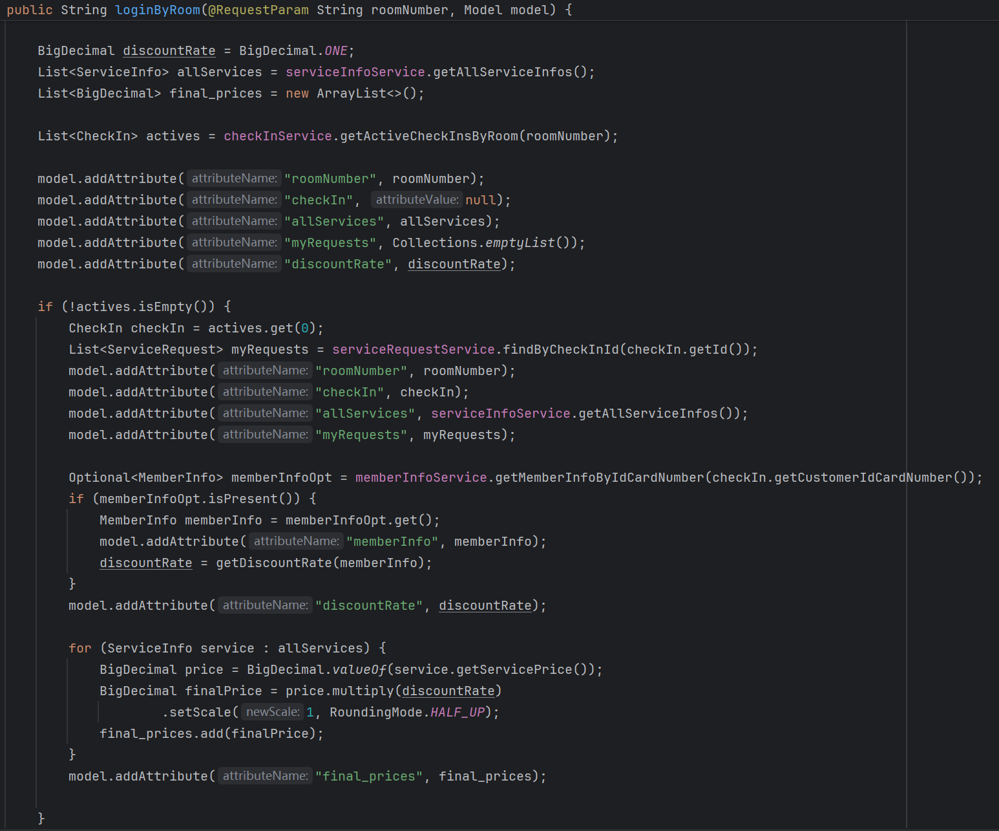 public String loginByRoom(@RequestParam String roomNumber, Model model) {
BigDecimal discountRate = BigDecimal.ONE;
List<ServiceInfo> allServices = serviceInfoService.getAllServiceInfos();
List<BigDecimal> final_prices = new ArrayList<>();
List<CheckIn> actives = checkInService.getActiveCheckInsByRoom(roomNumber);
model.addAttribute( attributeName: "roomNumber", roomNumber);
model.addAttribute( attributeName: "checkIn", attributeValue: null);
model.addAttribute( attributeName: "allServices", allServices);
model.addAttribute( attributeName: "myRequests", Collections.emptyList());
model.addAttribute( attributeName: "discountRate", discountRate);
if (!actives.isEmpty()) {
CheckIn checkIn = actives.get(0);
List<ServiceRequest> myRequests = serviceRequestService.findByCheckInId(checkIn.getId());
model.addAttribute( attributeName: "roomNumber", roomNumber);
model.addAttribute( attributeName: "checkIn", checkIn);
model.addAttribute( attributeName: "allServices", serviceInfoService.getAllServiceInfos());
model.addAttribute( attributeName: "myRequests", myRequests);
Optional<MemberInfo> memberInfoOpt = memberInfoService.getMemberInfoByIdCardNumber(checkIn.getCustomerIdCardNumber());
if (memberInfoOpt.isPresent()) {
MemberInfo memberInfo = memberInfoOpt.get();
model.addAttribute( attributeName: "memberInfo", memberInfo);
discountRate = getDiscountRate(memberInfo);
}
model.addAttribute( attributeName: "discountRate", discountRate);
for (ServiceInfo service : allServices) {
BigDecimal price = BigDecimal.valueOf(service.getServicePrice());
BigDecimal finalPrice = price.multiply(discountRate)
.setScale( newScale: 1, RoundingMode.HALF_UP);
final_prices.add(finalPrice);
}
model.addAttribute( attributeName: "final_prices", final_prices);
}